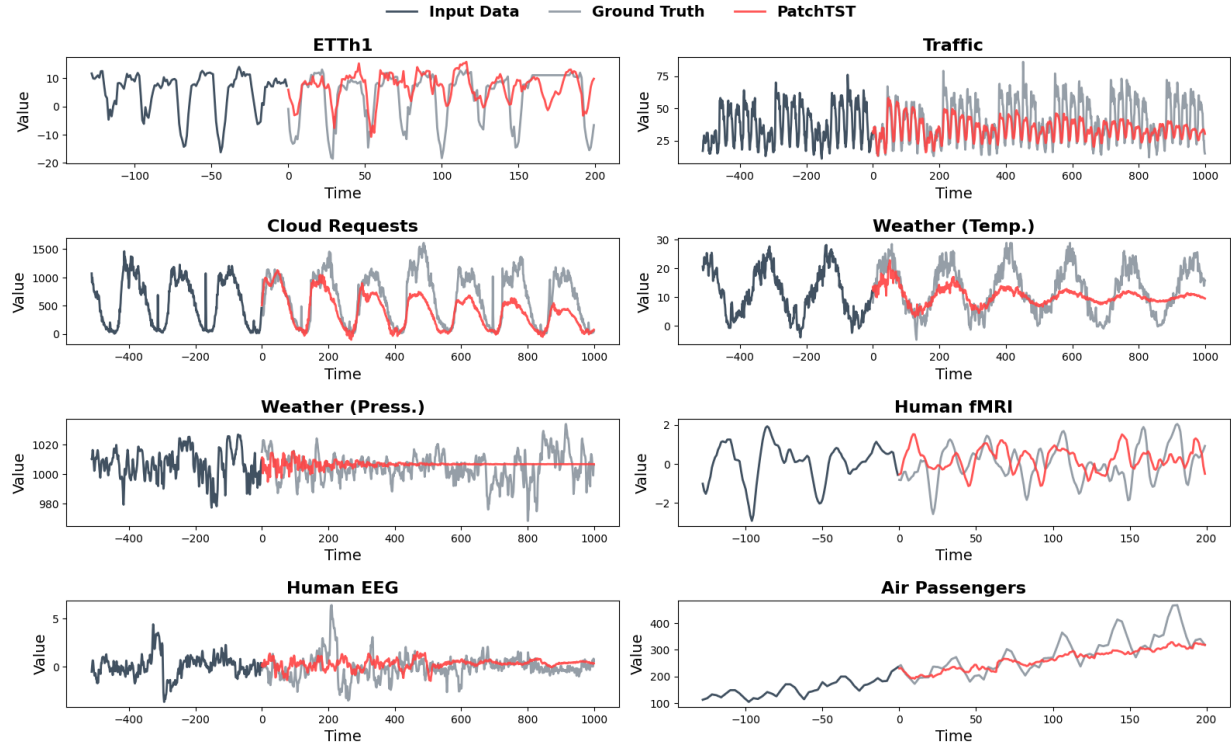 Input Data Ground Truth PatchTST
ETTh1
Value
10
0
−10
−20
−100 −50 0 50 100 150 200
Time
Traffic
Value
75
50
25
−400 −200 0 200 400 600 800 1000
Time
Cloud Requests
Value
1500
1000
500
0
−400 −200 0 200 400 600 800 1000
Time
Weather (Temp.)
Value
30
20
10
0
−400 −200 0 200 400 600 800 1000
Time
Weather (Press.)
Value
1020
1000
980
−400 −200 0 200 400 600 800 1000
Time
Human fMRI
Value
2
0
−2
−100 −50 0 50 100 150 200
Time
Human EEG
Value
5
0
−400 −200 0 200 400 600 800 1000
Time
Air Passengers
Value
400
300
200
100
−100 −50 0 50 100 150 200
Time